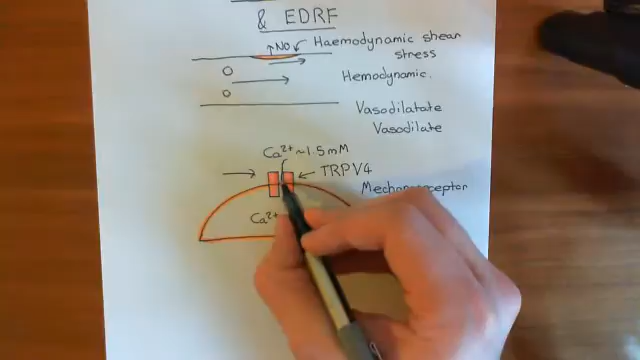 & EDRF
↑NO Haemodynamic shear
stress
Hemodynamic.
Vasodilatate
Vasodilate
Ca²⁺ ~1.5mM
TRPV4
Mechanoreceptor
Ca²⁺